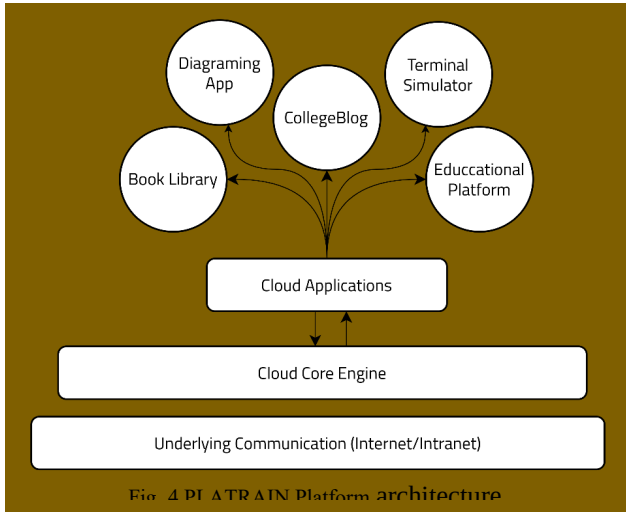 Diagraming
App
CollegeBlog
Terminal
Simulator
Book Library
Educcational
Platform
Cloud Applications
Cloud Core Engine
Underlying Communication (Internet/Intranet)
Fig. 4 PLATRAIN Platform architecture